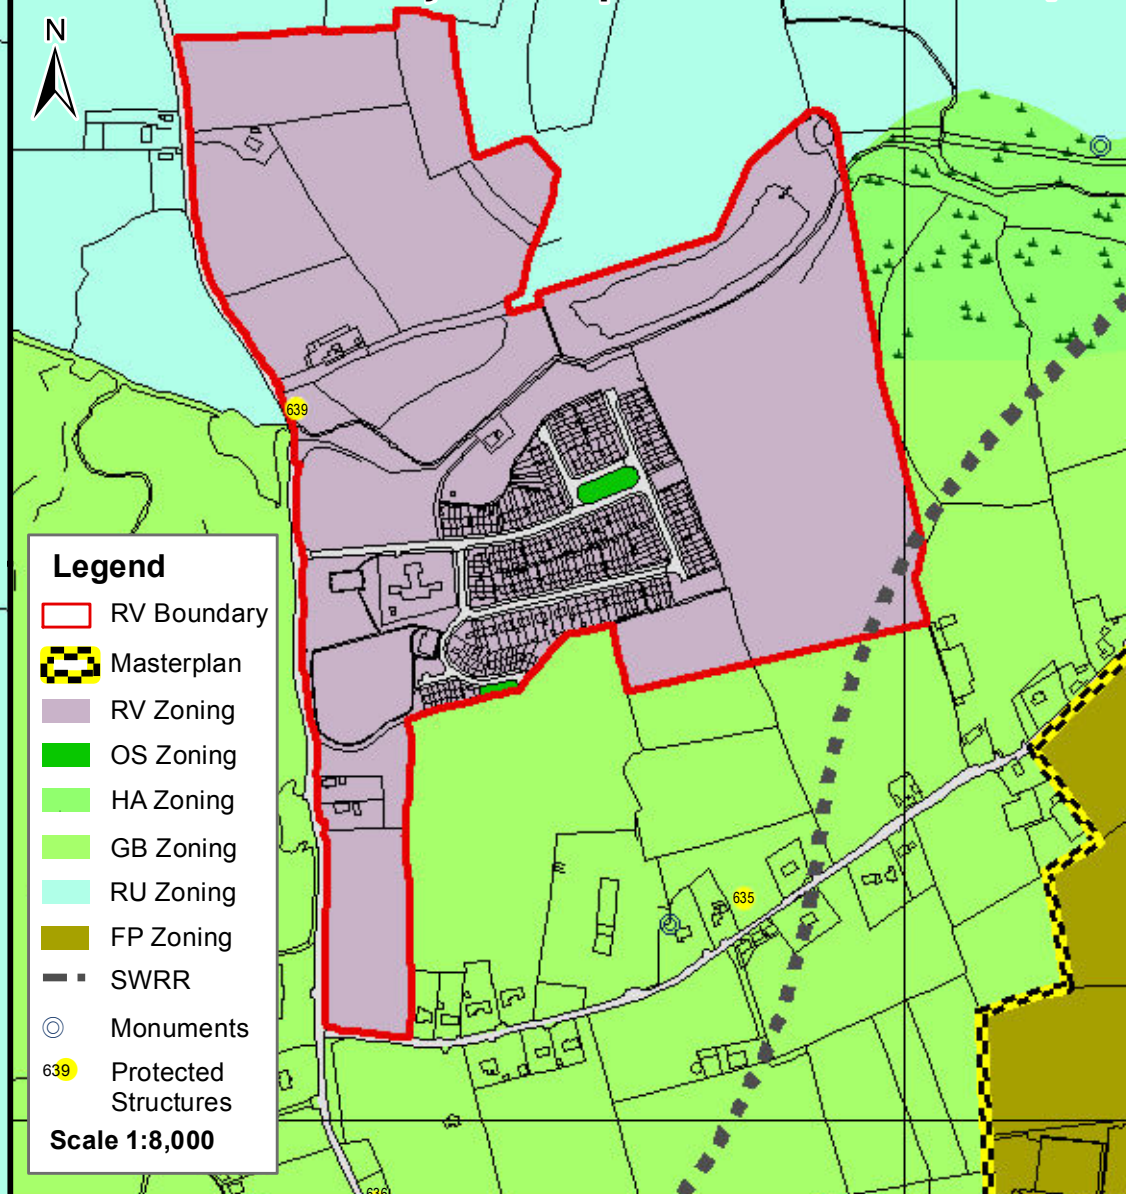 N
639
635
Legend
RV Boundary
Masterplan
RV Zoning
OS Zoning
HA Zoning
GB Zoning
RU Zoning
FP Zoning
SWRR
Monuments
639 Protected
Structures
Scale 1:8,000
636